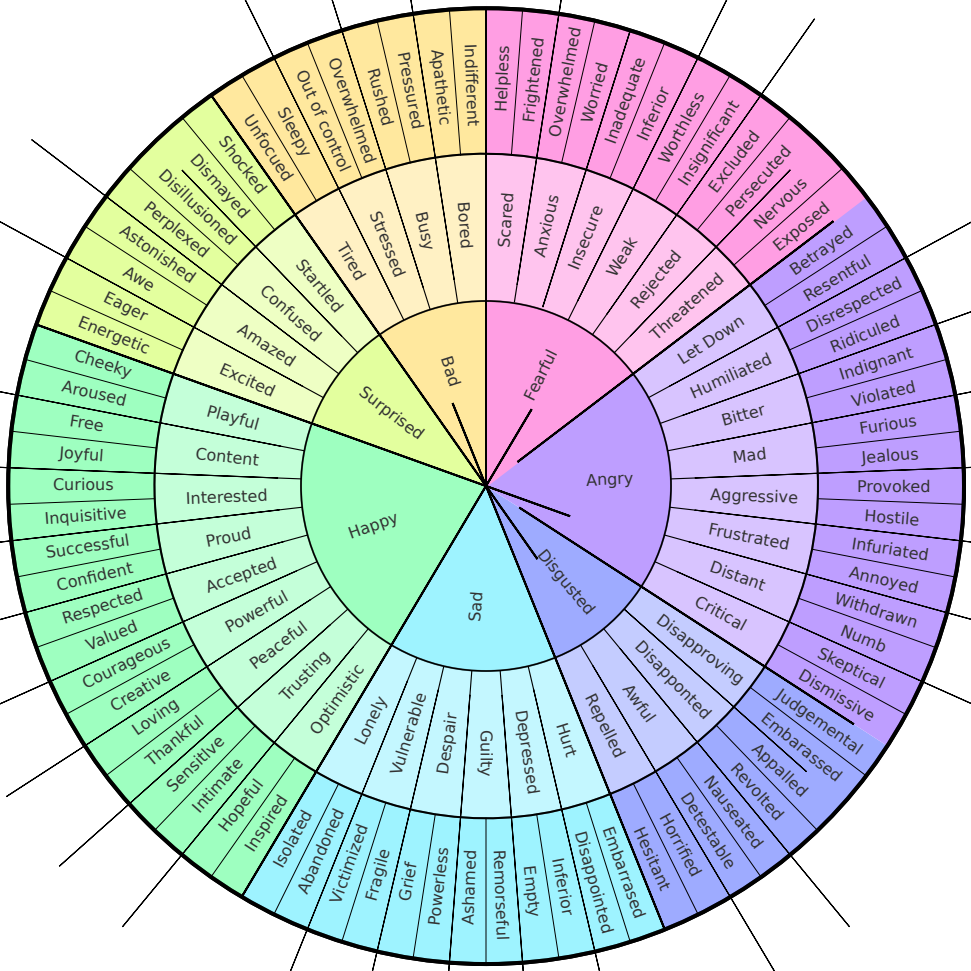 Bad
Fearful
Angry
Disgusted
Sad
Happy
Surprised
Scared
Anxious
Insecure
Weak
Rejected
Threatened
Let Down
Humiliated
Bitter
Mad
Aggressive
Frustrated
Distant
Critical
Disapproving
Disapponted
Awful
Repelled
Hurt
Depressed
Guilty
Despair
Vulnerable
Lonely
Optimistic
Trusting
Peaceful
Powerful
Accepted
Proud
Interested
Content
Playful
Excited
Amazed
Confused
Startled
Tired
Stressed
Busy
Bored
Helpless
Frightened
Overwhelmed
Worried
Inadequate
Inferior
Worthless
Insignificant
Excluded
Persecuted
Nervous
Exposed
Betrayed
Resentful
Disrespected
Ridiculed
Indignant
Violated
Furious
Jealous
Provoked
Hostile
Infuriated
Annoyed
Withdrawn
Numb
Skeptical
Dismissive
Judgemental
Embarassed
Appalled
Revolted
Nauseated
Detestable
Horrified
Hesitant
Embarrased
Disappointed
Inferior
Empty
Remorseful
Ashamed
Powerless
Grief
Fragile
Victimized
Abandoned
Isolated
Inspired
Hopeful
Intimate
Sensitive
Thankful
Loving
Creative
Courageous
Valued
Respected
Confident
Successful
Inquisitive
Curious
Joyful
Free
Aroused
Cheeky
Energetic
Eager
Awe
Astonished
Perplexed
Disillusioned
Dismayed
Shocked
Unfocued
Sleepy
Out of control
Overwhelmed
Rushed
Pressured
Apathetic
Indifferent